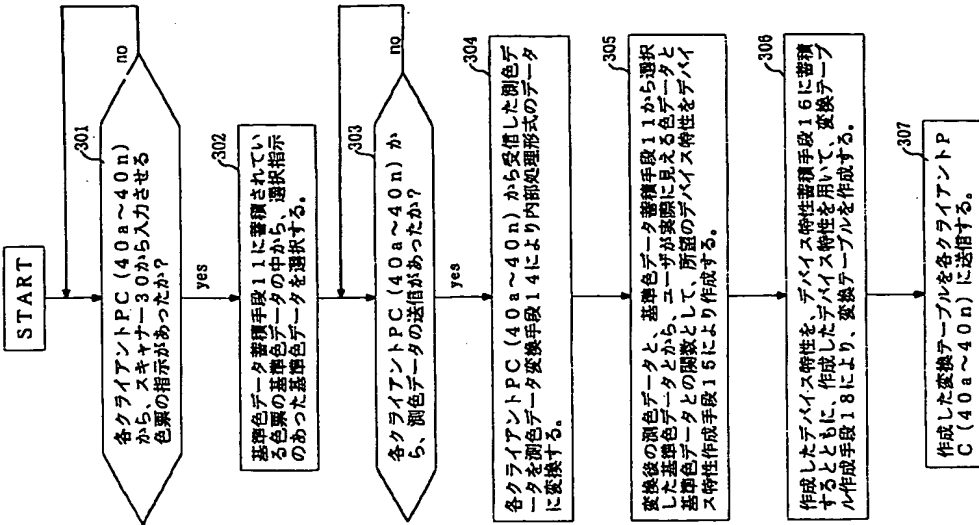 START
301
各クライアントPC(40a~40n)
から、スキャナー30から入力させる
色票の指示があったか?
no
yes
302
基準色データ蓄積手段11に蓄積されてい
る色票の基準色データの中から、選択指示
のあった基準色データを選択する。
303
各クライアントPC(40a~40n)か
ら、測色データの送信があったか?
no
yes
304
各クライアントPC(40a~40n)から受信した測色デ
ータを測色データ変換手段14により内部処理形式のデータ
に変換する。
305
変換後の測色データと、基準色データ蓄積手段11から選択
した基準色データとから、ユーザが実際に見える色データと
基準色データとの関数として、所望のデバイス特性をデバイ
ス特性作成手段15により作成する。
306
作成したデバイス特性を、デバイス特性蓄積手段16に蓄積
するとともに、作成したデバイス特性を用いて、変換テーブ
ル作成手段18により、変換テーブルを作成する。
307
作成した変換テーブルを各クライアントP
C(40a~40n)に送信する。